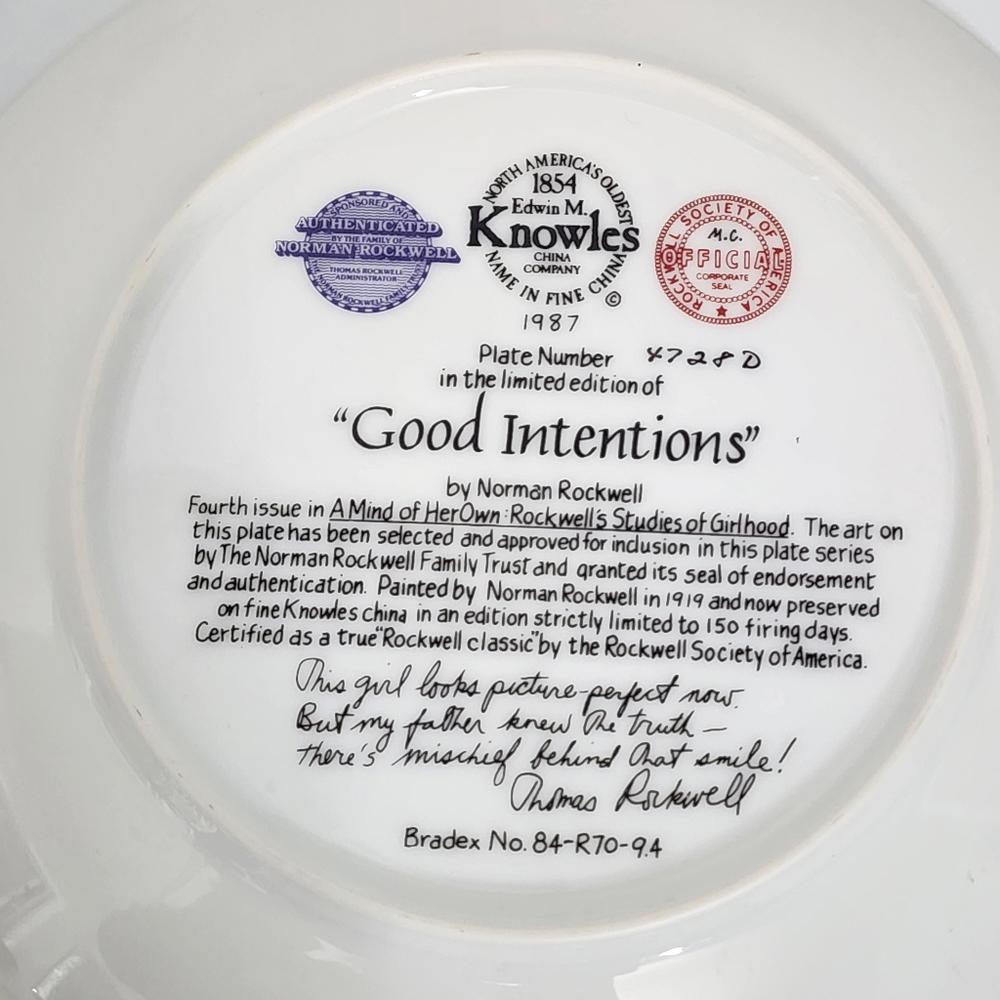 SPONSORED AND
AUTHENTICATED
BY THE FAMILY OF
NORMAN ROCKWELL
THOMAS ROCKWELL
ADMINISTRATOR
NORTH AMERICA'S OLDEST
1854
Edwin M.
Knowles
CHINA
COMPANY
NAME IN FINE CHINA
©
ROCKWELL SOCIETY OF AMERICA
M.C.
OFFICIAL
CORPORATE
SEAL
1987
Plate Number 4728D
in the limited edition of
"Good Intentions"
by Norman Rockwell
Fourth issue in A Mind of Her Own: Rockwell's Studies of Girlhood. The art on
this plate has been selected and approved for inclusion in this plate series
by The Norman Rockwell Family Trust and granted its seal of endorsement
and authentication. Painted by Norman Rockwell in 1919 and now preserved
on fine Knowles china in an edition strictly limited to 150 firing days.
Certified as a true "Rockwell classic" by the Rockwell Society of America.
This girl looks picture-perfect now.
But my father knew the truth —
there's mischief behind that smile!
Thomas Rockwell
Bradex No. 84-R70-9.4